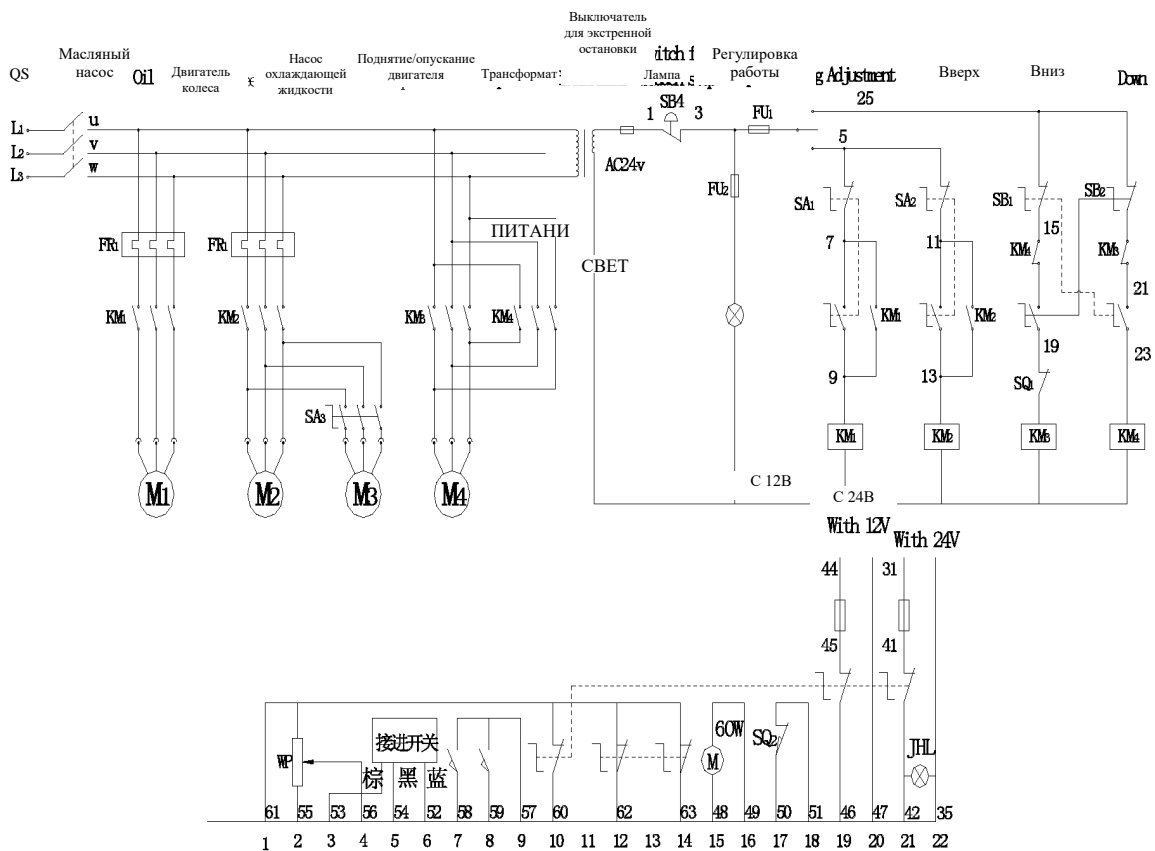 Выключатель
для экстренной
остановки
Масляный
насос
Насос
охлаждающей
жидкости
Поднятие/опускание
двигателя
Регулировка
работы
QS
Oil
Двигатель
колеса
Трансформат
Лампа
g Adjustment
Вверх
Вниз
Down
SB4
25
L1
u
1
3
FU1
L2
v
5
L3
w
AC24v
FU2
SA1
SA2
SB1
SB2
ПИТАНИ
15
FR1
FR1
7
11
KM4
KM3
СВЕТ
21
KM1
KM2
KM3
KM4
KM1
KM2
19
23
9
13
SQ1
SA3
KM1
KM2
KM3
KM4
M1
M2
M3
M4
С 12В
С 24В
With 12V
With 24V
44
31
45
41
60W
SQ2
接进开关
JHL
WP
M
棕 黑 蓝
61 55 53 56 54 52 58 59 57 60 62 63 48 49 50 51 46 47 42 35
1 2 3 4 5 6 7 8 9 10 11 12 13 14 15 16 17 18 19 20 21 22